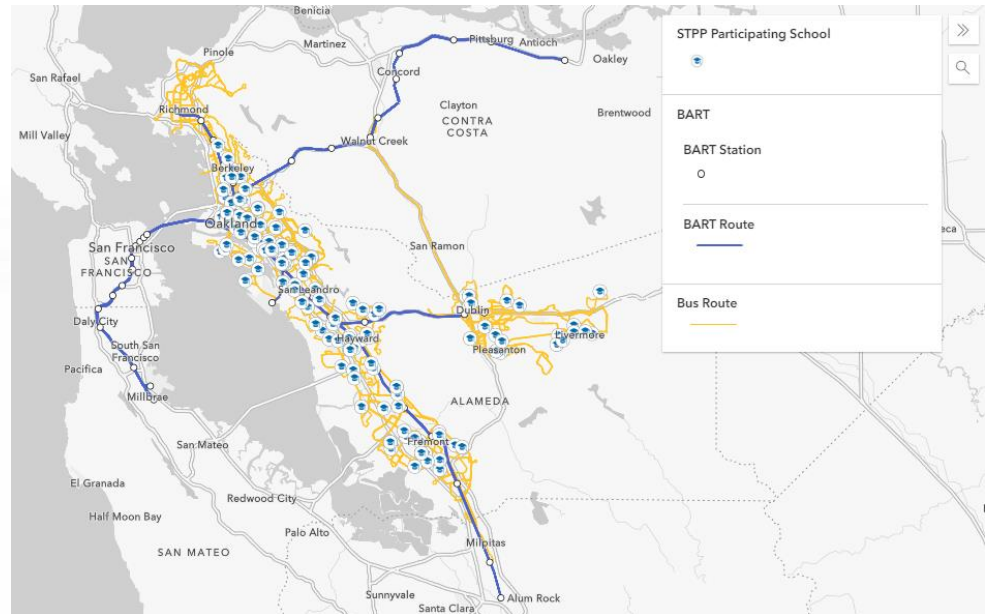 Benicia
Pinole
Martinez
Pittsburg
Antioch
Oakley
San Rafael
Concord
Richmond
Clayton
CONTRA
COSTA
Brentwood
Mill Valley
Walnut Creek
Berkeley
Oakland
San Francisco
SAN
FRANCISCO
San Ramon
San Leandro
Daly City
Dublin
Hayward
Pleasanton
Livermore
South San
Francisco
Pacifica
Millbrae
ALAMEDA
San Mateo
Fremont
El Granada
Redwood City
Half Moon Bay
Palo Alto
Milpitas
SAN MATEO
Sunnyvale
Santa Clara
Alum Rock
STPP Participating School
BART
BART Station
BART Route
Bus Route